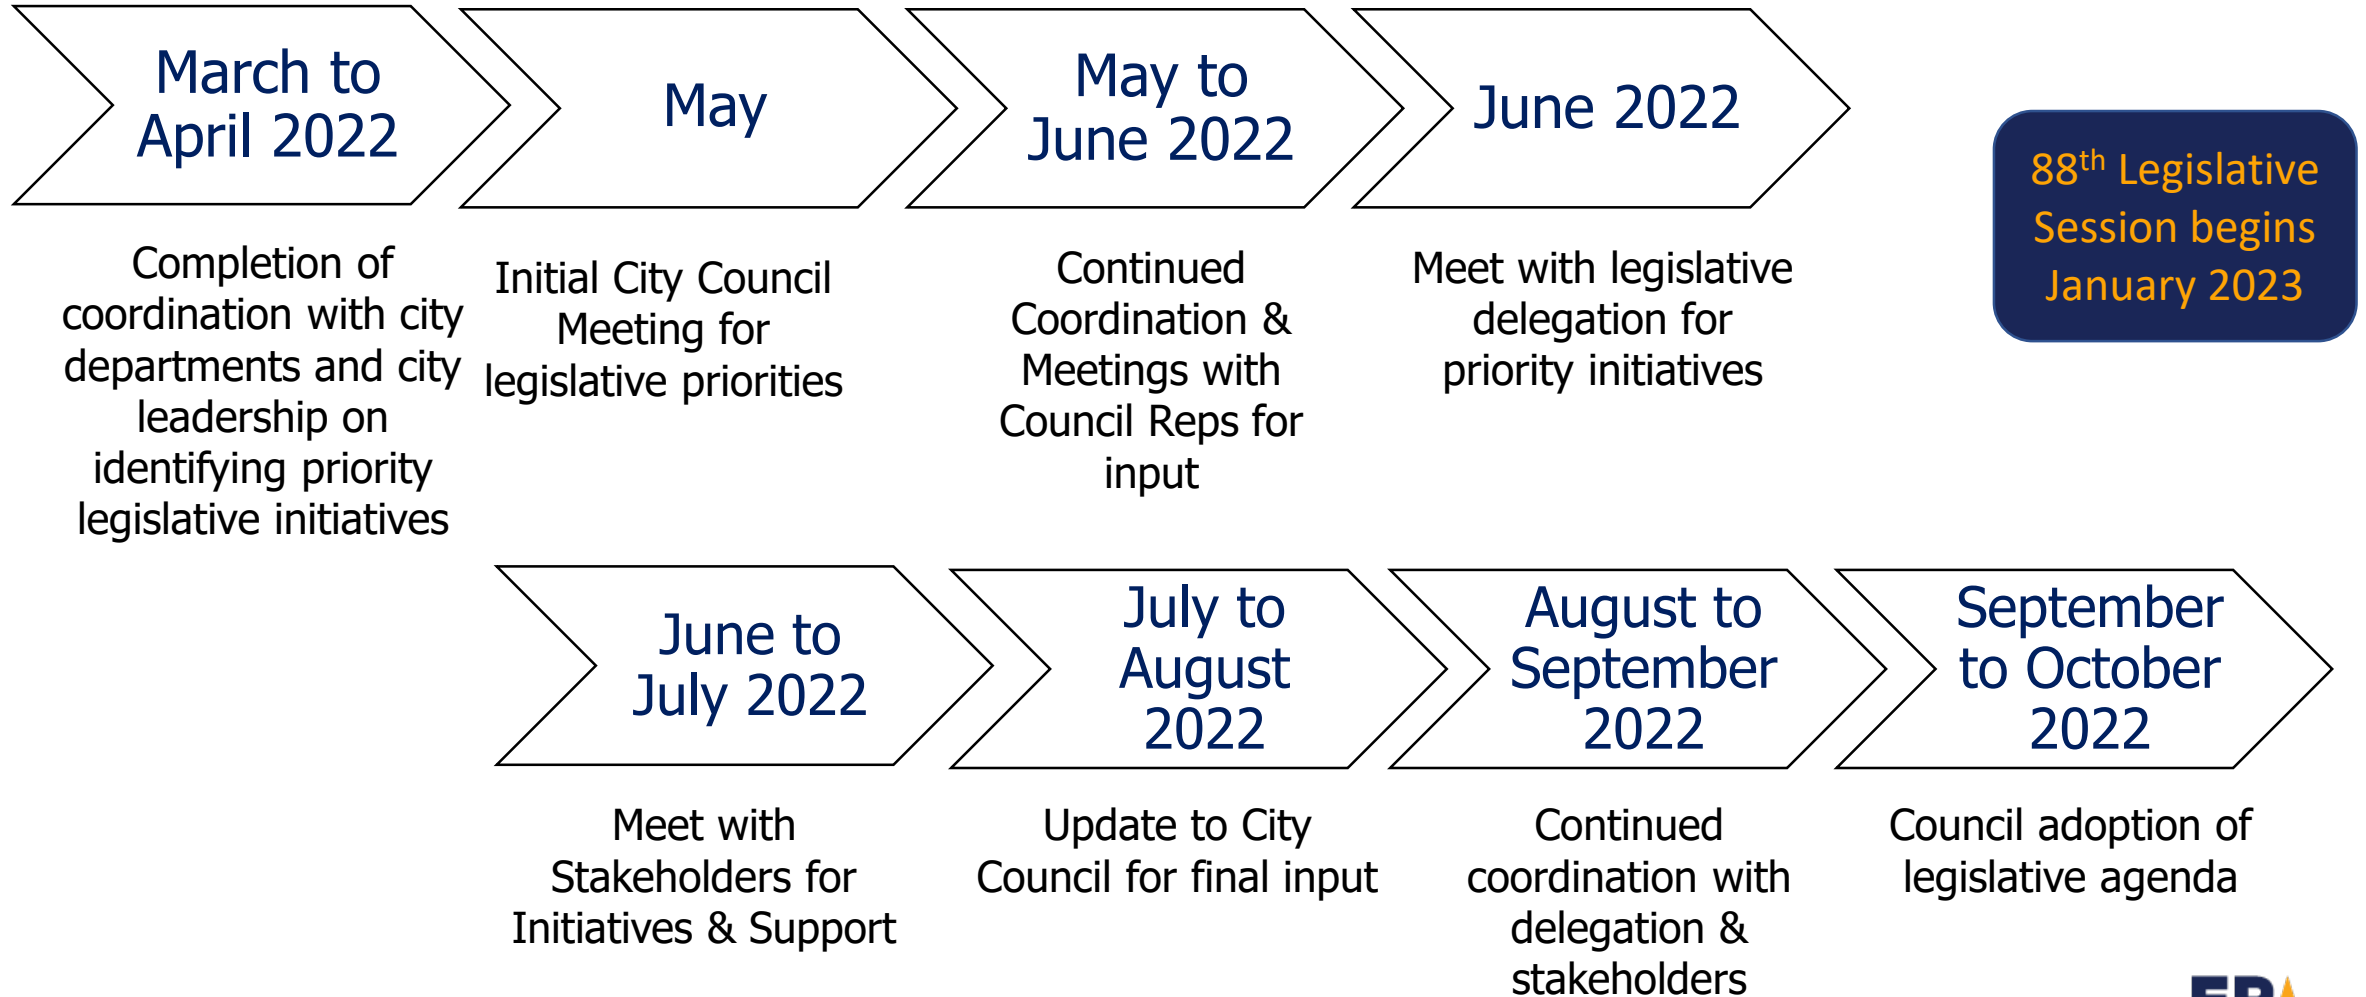 March to
April 2022
May
May to
June 2022
June 2022
88th Legislative
Session begins
January 2023
Completion of
coordination with city
departments and city
leadership on
identifying priority
legislative initiatives
Initial City Council
Meeting for
legislative priorities
Continued
Coordination &
Meetings with
Council Reps for
input
Meet with legislative
delegation for
priority initiatives
June to
July 2022
July to
August
2022
August to
September
2022
September
to October
2022
Meet with
Stakeholders for
Initiatives & Support
Update to City
Council for final input
Continued
coordination with
delegation &
stakeholders
Council adoption of
legislative agenda